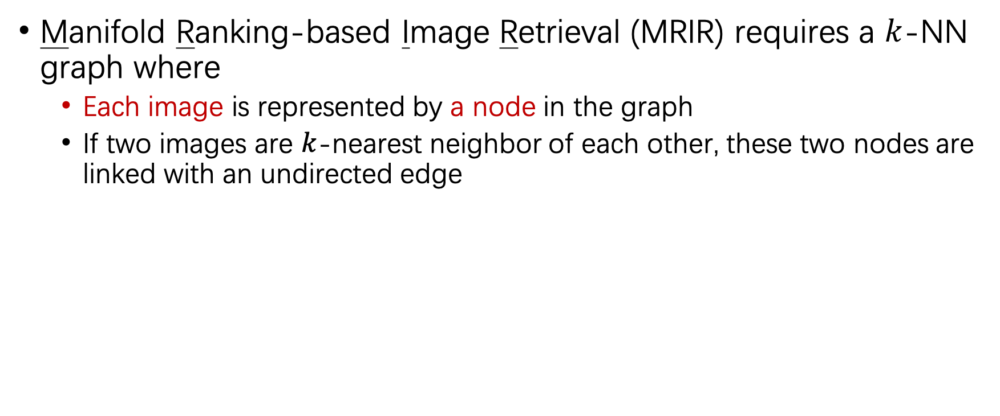 • Manifold Ranking-based Image Retrieval (MRIR) requires a k-NN
graph where
• Each image is represented by a node in the graph
• If two images are k-nearest neighbor of each other, these two nodes are
linked with an undirected edge